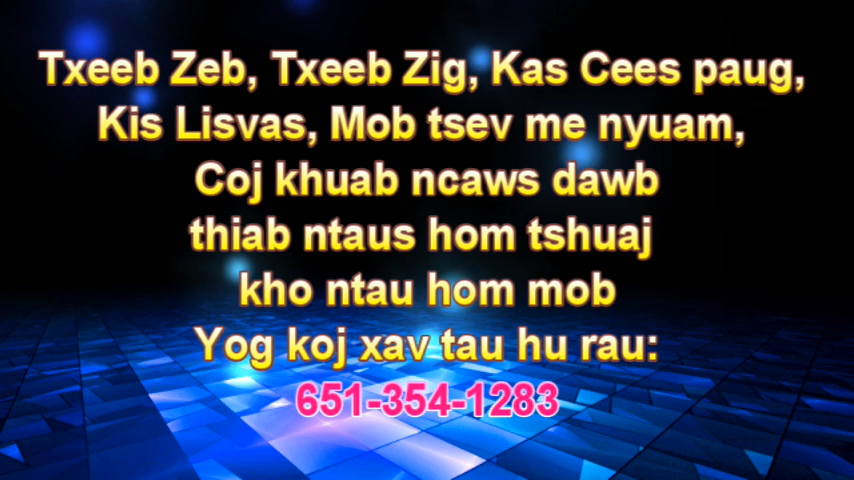 Txeeb Zeb, Txeeb Zig, Kas Cees paug,
Kis Lisvas, Mob tsev me nyuam,
Coj khuab ncaws dawb
thiab ntaus hom tshuaj
kho ntau hom mob
Yog koj xav tau hu rau:
651-354-1283